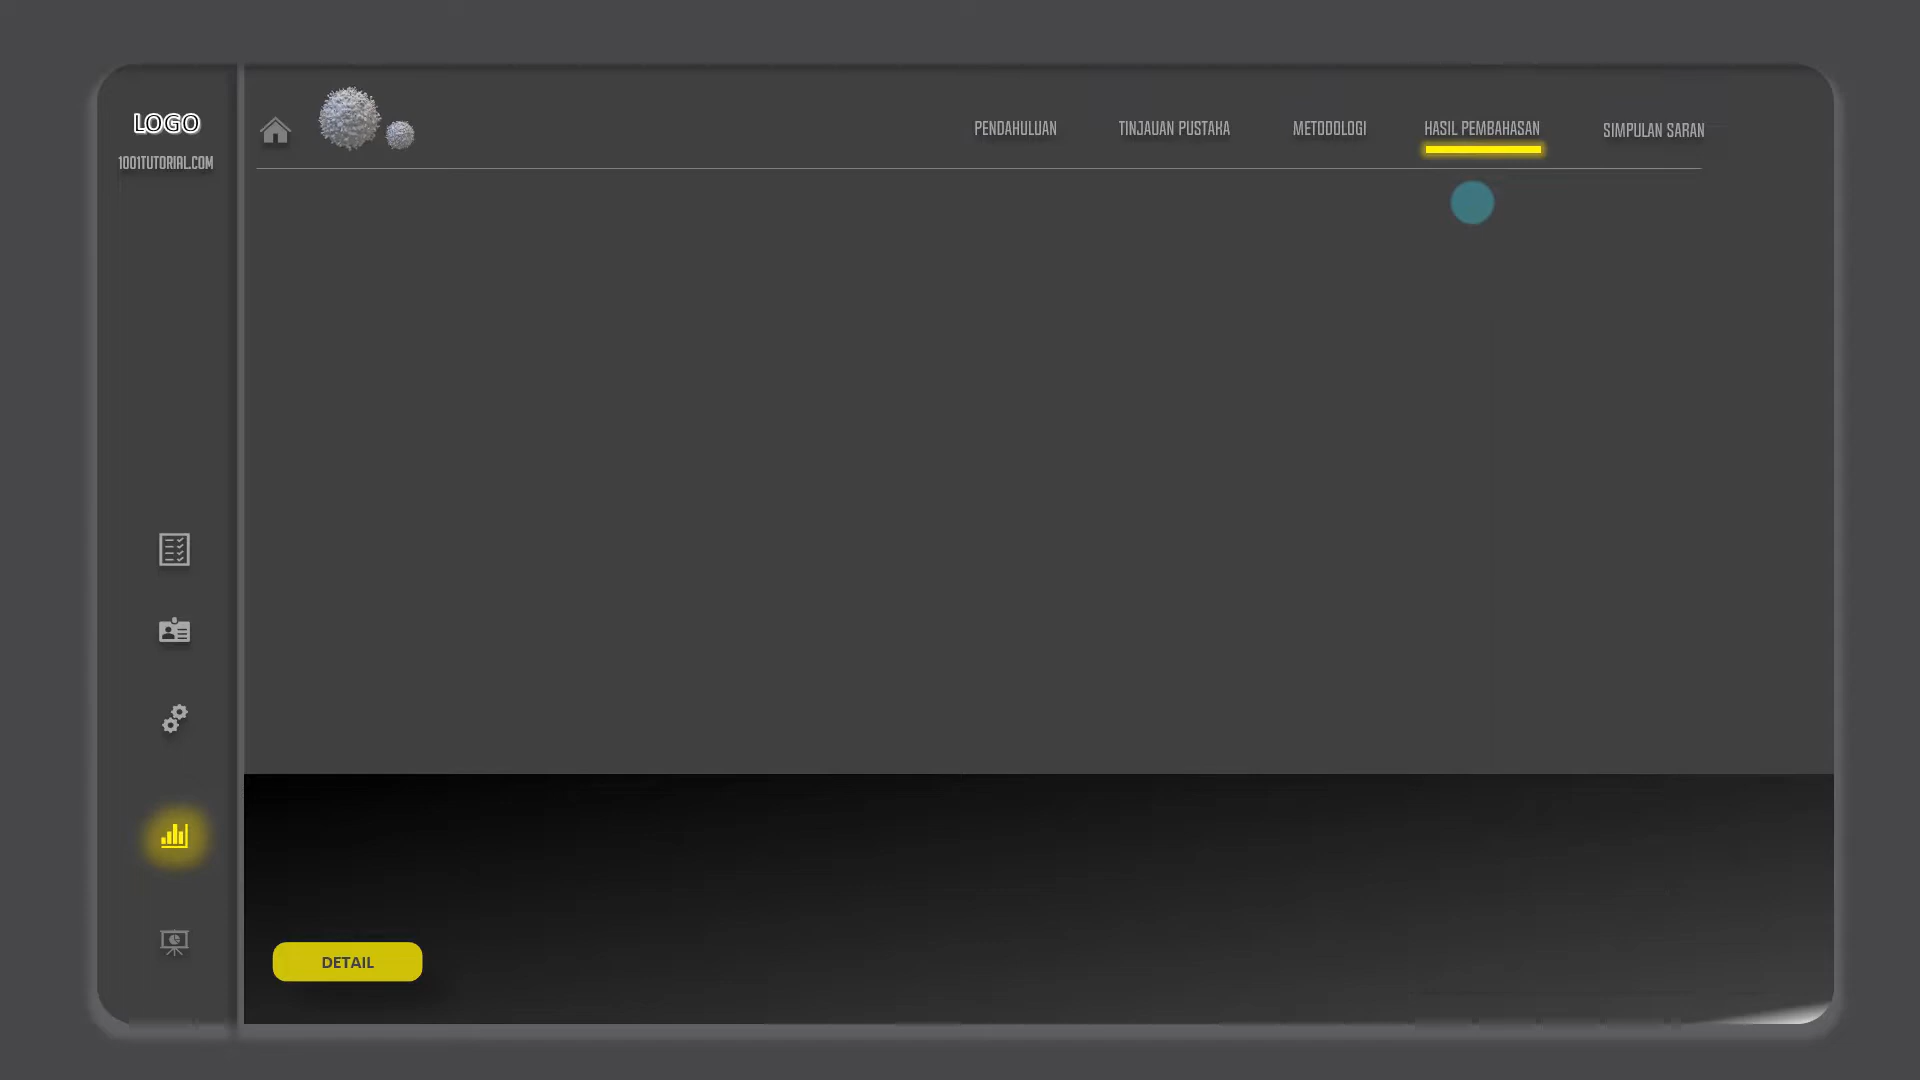 LOGO
1001TUTORIAL.COM
PENDAHULUAN
TINJAUAN PUSTAKA
METODOLOGI
HASIL PEMBAHASAN
SIMPULAN SARAN
DETAIL